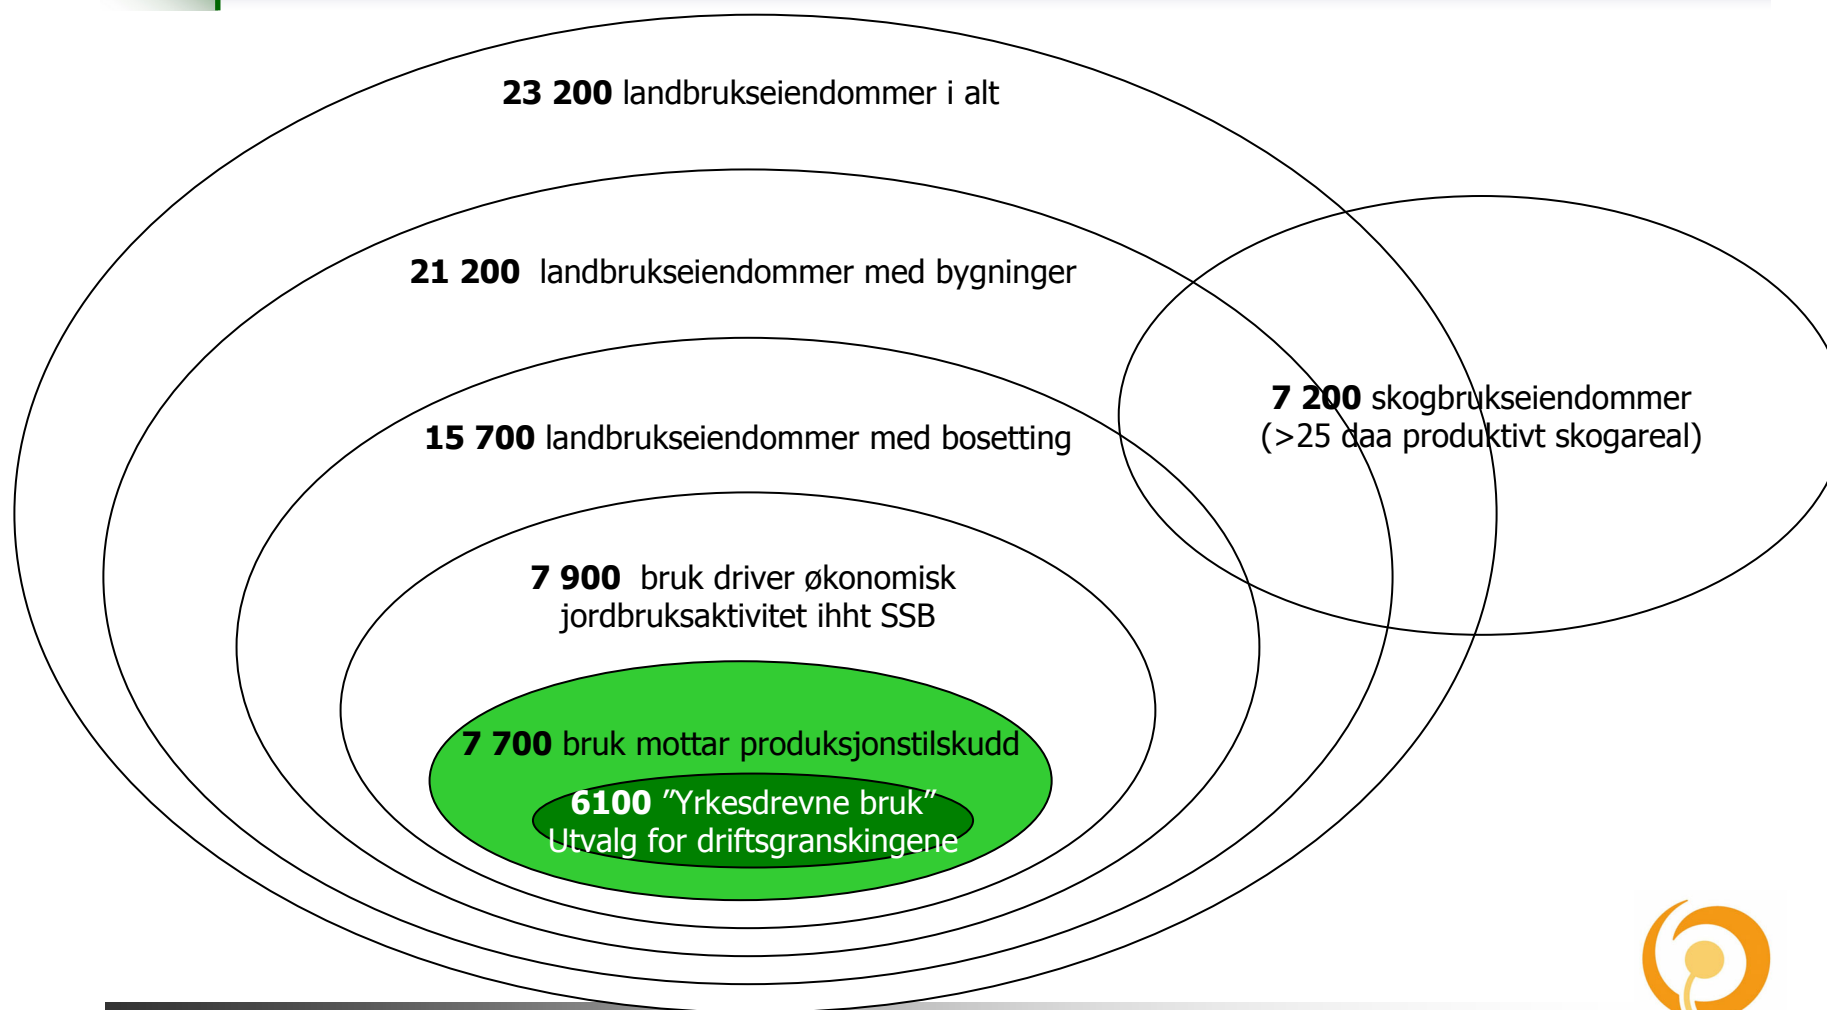 23 200 landbrukseiendommer i alt
21 200 landbrukseiendommer med bygninger
7 200 skogbrukseiendommer
(>25 daa produktivt skogareal)
15 700 landbrukseiendommer med bosetting
7 900 bruk driver økonomisk
jordbruksaktivitet ihht SSB
7 700 bruk mottar produksjonstilskudd
6100 ”Yrkesdrevne bruk”
Utvalg for driftsgranskingene